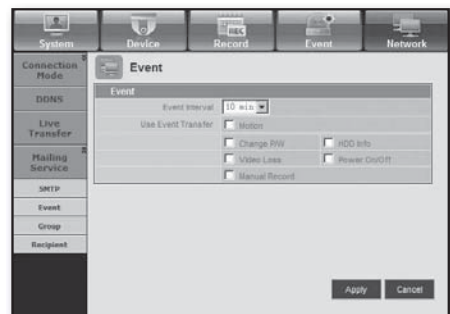 System Device Record Event Network
Connection
Mode
DDNS
Live
Transfer
Mailing
Service
SMTP
Event
Group
Recipient
Event
Event
Event Interval 10 min
Use Event Transfer Motion
Change P/W HDD Info
Video Loss Power On/Off
Manual Record
Apply Cancel